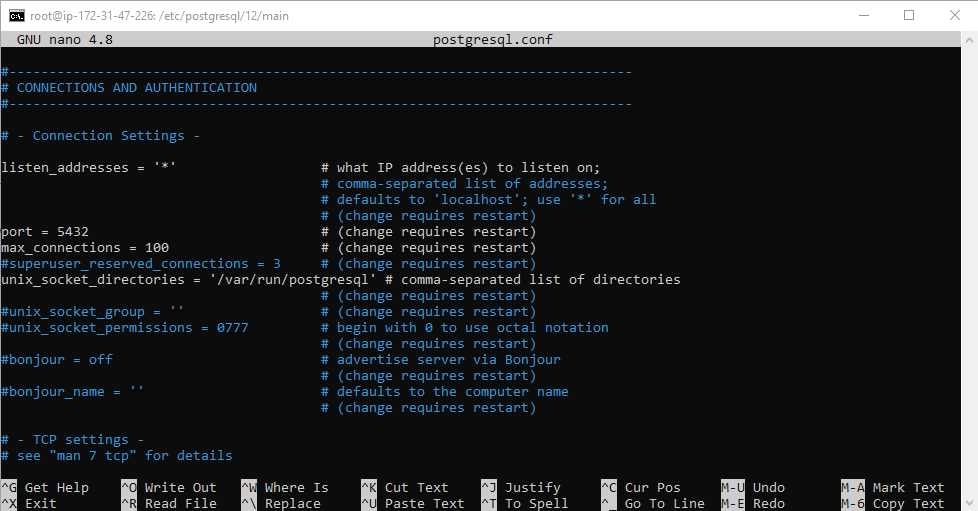 root@ip-172-31-47-226: /etc/postgresql/12/main
GNU nano 4.8 postgresql.conf
#------------------------------------------------------------------------------
# CONNECTIONS AND AUTHENTICATION
#------------------------------------------------------------------------------
# - Connection Settings -
listen_addresses = '*' # what IP address(es) to listen on;
# comma-separated list of addresses;
# defaults to 'localhost'; use '*' for all
# (change requires restart)
port = 5432 # (change requires restart)
max_connections = 100 # (change requires restart)
#superuser_reserved_connections = 3 # (change requires restart)
unix_socket_directories = '/var/run/postgresql' # comma-separated list of directories
# (change requires restart)
#unix_socket_group = '' # (change requires restart)
#unix_socket_permissions = 0777 # begin with 0 to use octal notation
# (change requires restart)
#bonjour = off # advertise server via Bonjour
# (change requires restart)
#bonjour_name = '' # defaults to the computer name
# (change requires restart)
# - TCP settings -
# see "man 7 tcp" for details
^G Get Help ^O Write Out ^W Where Is ^K Cut Text ^J Justify ^C Cur Pos M-U Undo M-A Mark Text
^X Exit ^R Read File ^\ Replace ^U Paste Text ^T To Spell ^_ Go To Line M-E Redo M-6 Copy Text